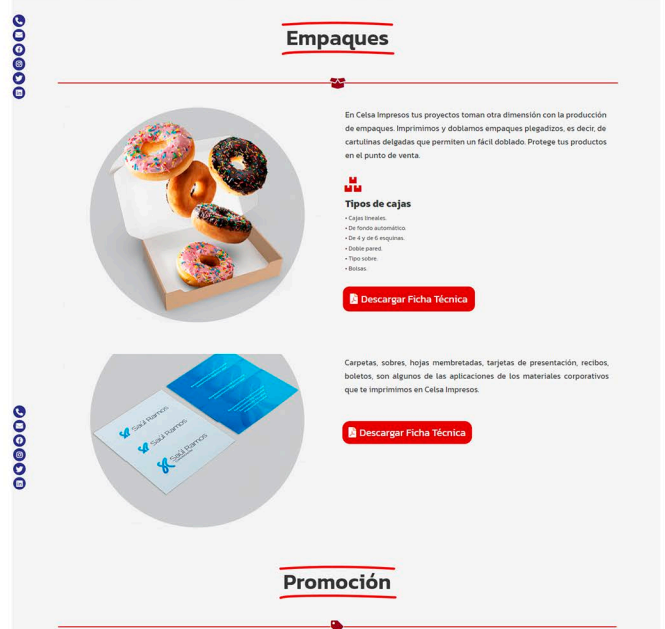 Empaques
En Celsa Impresos tus proyectos toman otra dimensión con la producción
de empaques. Imprimimos y doblamos empaques plegadizos, es decir, de
cartulinas delgadas que permiten un fácil doblado. Protege tus productos
en el punto de venta.
Tipos de cajas
• Cajas lineales.
• De fondo automático.
• De 4 y de 6 esquinas.
• Doble pared.
• Tipo sobre.
• Bolsas.
Descargar Ficha Técnica
Saúl Ramos
Saúl Ramos
Saúl Ramos
Carpetas, sobres, hojas membretadas, tarjetas de presentación, recibos,
boletos, son algunos de las aplicaciones de los materiales corporativos
que te imprimimos en Celsa Impresos.
Descargar Ficha Técnica
Promoción